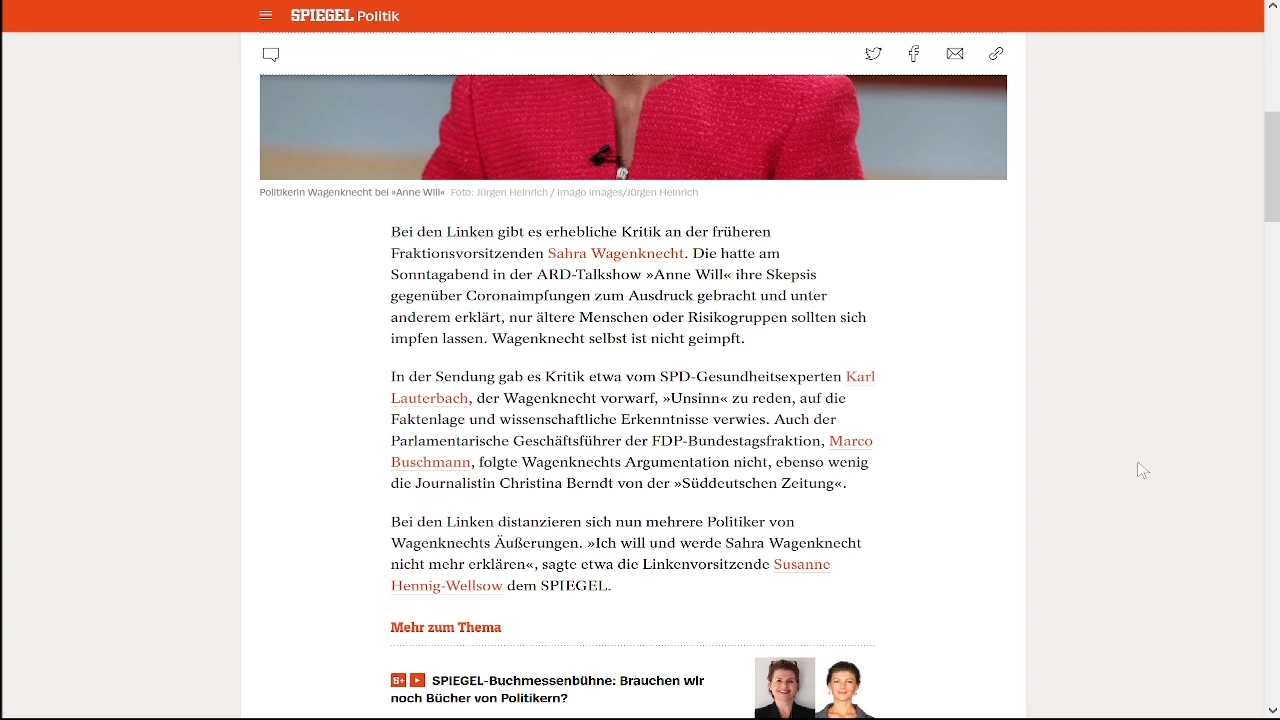 SPIEGEL Politik
Politikerin Wagenknecht bei »Anne Will« Foto: Jürgen Heinrich / Imago Images/Jürgen Heinrich
Bei den Linken gibt es erhebliche Kritik an der früheren
Fraktionsvorsitzenden Sahra Wagenknecht. Die hatte am
Sonntagabend in der ARD-Talkshow »Anne Will« ihre Skepsis
gegenüber Coronaimpfungen zum Ausdruck gebracht und unter
anderem erklärt, nur ältere Menschen oder Risikogruppen sollten sich
impfen lassen. Wagenknecht selbst ist nicht geimpft.
In der Sendung gab es Kritik etwa vom SPD-Gesundheitsexperten Karl
Lauterbach, der Wagenknecht vorwarf, »Unsinn« zu reden, auf die
Faktenlage und wissenschaftliche Erkenntnisse verwies. Auch der
Parlamentarische Geschäftsführer der FDP-Bundestagsfraktion, Marco
Buschmann, folgte Wagenknechts Argumentation nicht, ebenso wenig
die Journalistin Christina Berndt von der »Süddeutschen Zeitung«.
Bei den Linken distanzieren sich nun mehrere Politiker von
Wagenknechts Äußerungen. »Ich will und werde Sahra Wagenknecht
nicht mehr erklären«, sagte etwa die Linkenvorsitzende Susanne
Hennig-Wellsow dem SPIEGEL.
Mehr zum Thema
S+ SPIEGEL-Buchmessenbühne: Brauchen wir
noch Bücher von Politikern?